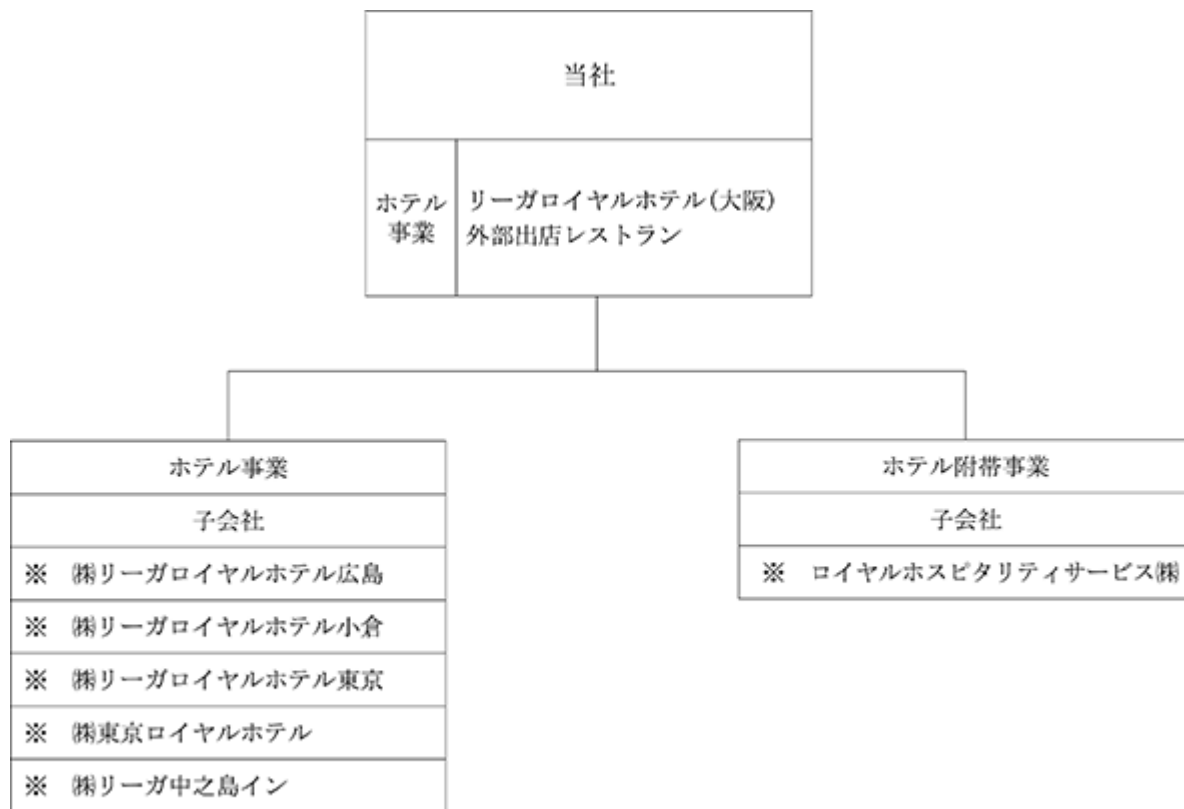 当社
ホテル
事業
リーガロイヤルホテル(大阪)
外部出店レストラン
ホテル事業
子会社
※ ㈱リーガロイヤルホテル広島
※ ㈱リーガロイヤルホテル小倉
※ ㈱リーガロイヤルホテル東京
※ ㈱東京ロイヤルホテル
※ ㈱リーガ中之島イン
ホテル附帯事業
子会社
※ ロイヤルホスピタリティサービス㈱